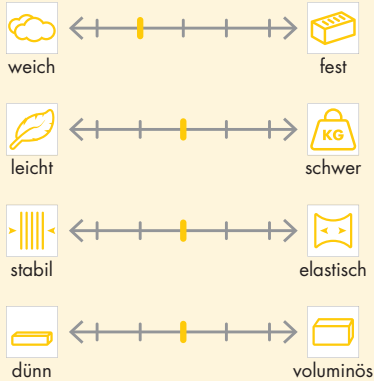 weich
fest
KG
leicht
schwer
stabil
elastisch
dünn
voluminös